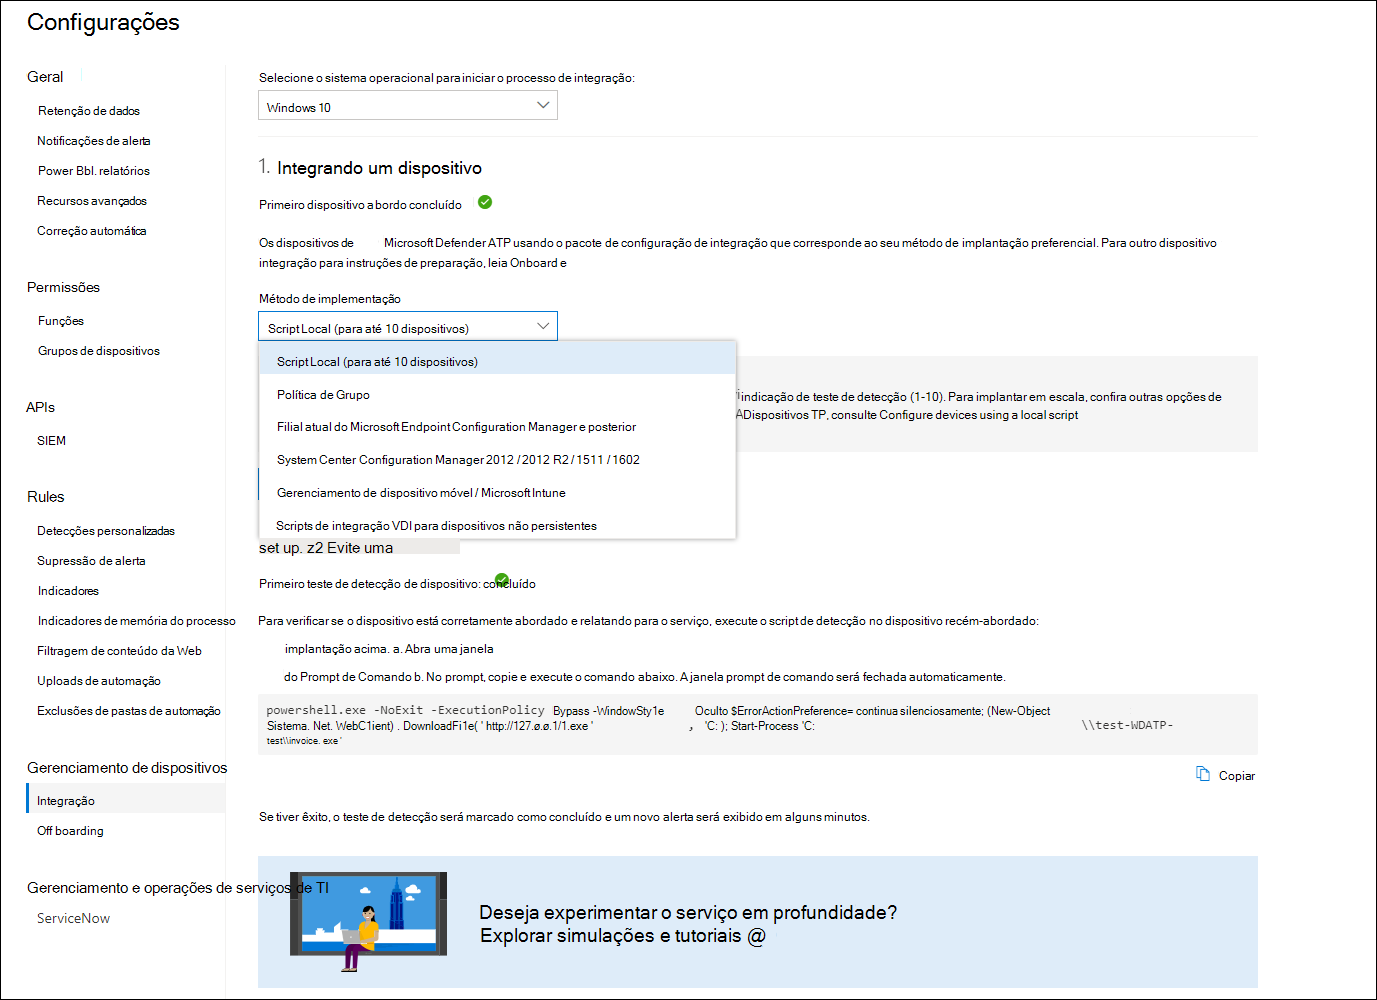 Configurações
Geral
Retenção de dados
Notificações de alerta
Power Bbl. relatórios
Recursos avançados
Correção automática
Permissões
Funções
Grupos de dispositivos
APIs
SIEM
Rules
Detecções personalizadas
Supressão de alerta
Indicadores
Indicadores de memória do processo
Filtragem de conteúdo da Web
Uploads de automação
Exclusões de pastas de automação
Gerenciamento de dispositivos
Integração
Off boarding
Gerenciamento e operações de serviços de TI
ServiceNow
Selecione o sistema operacional para iniciar o processo de integração:
Windows 10
1. Integrando um dispositivo
Primeiro dispositivo a bordo concluído
Os dispositivos de Microsoft Defender ATP usando o pacote de configuração de integração que corresponde ao seu método de implantação preferencial. Para outro dispositivo
integração para instruções de preparação, leia Onboard e
Método de implementação
Script Local (para até 10 dispositivos)
Script Local (para até 10 dispositivos)
Política de Grupo
Filial atual do Microsoft Endpoint Configuration Manager e posterior
System Center Configuration Manager 2012 / 2012 R2 / 1511 / 1602
Gerenciamento de dispositivo móvel / Microsoft Intune
Scripts de integração VDI para dispositivos não persistentes
indicação de teste de detecção (1-10). Para implantar em escala, confira outras opções de
ADispositivos TP, consulte Configure devices using a local script
set up. z2 Evite uma
Primeiro teste de detecção de dispositivo: concluído
Para verificar se o dispositivo está corretamente abordado e relatando para o serviço, execute o script de detecção no dispositivo recém-abordado:
implantação acima. a. Abra uma janela
do Prompt de Comando b. No prompt, copie e execute o comando abaixo. A janela prompt de comando será fechada automaticamente.
powershell.exe -NoExit -ExecutionPolicy Bypass -WindowSty1e Oculto $ErrorActionPreference= continua silenciosamente; (New-Object
Sistema. Net. WebC1ient) . DownloadFi1e( ' http://127.ø.ø.1/1.exe ' , 'C: ); Start-Process 'C: \\test-WDATP-
test\\invoice. exe '
Copiar
Se tiver êxito, o teste de detecção será marcado como concluído e um novo alerta será exibido em alguns minutos.
Deseja experimentar o serviço em profundidade?
Explorar simulações e tutoriais @